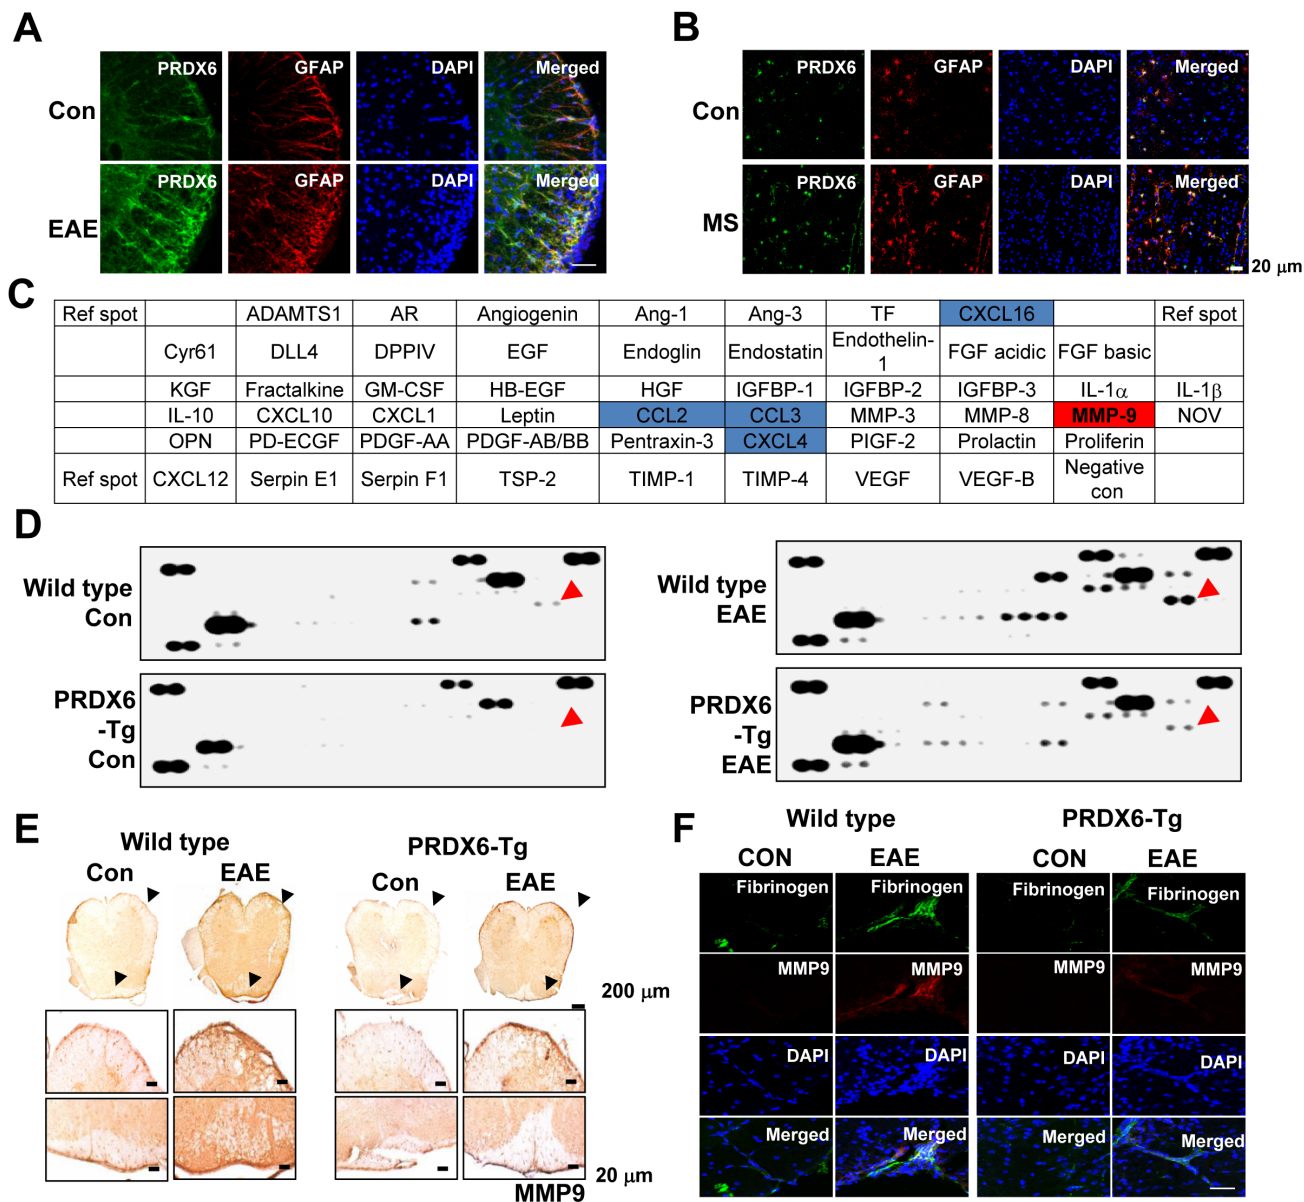 A
PRDX6 GFAP DAPI Merged
Con
PRDX6 GFAP DAPI Merged
EAE
B
PRDX6 GFAP DAPI Merged
Con
PRDX6 GFAP DAPI Merged
MS
20 μm
C
Ref spot ADAMTS1 AR Angiogenin Ang-1 Ang-3 TF CXCL16 Ref spot
Cyr61 DLL4 DPPIV EGF Endoglin Endostatin Endothelin-1 FGF acidic FGF basic
KGF Fractalkine GM-CSF HB-EGF HGF IGFBP-1 IGFBP-2 IGFBP-3 IL-1α IL-1β
IL-10 CXCL10 CXCL1 Leptin CCL2 CCL3 MMP-3 MMP-8 MMP-9 NOV
OPN PD-ECGF PDGF-AA PDGF-AB/BB Pentraxin-3 CXCL4 PIGF-2 Prolactin Proliferin
Ref spot CXCL12 Serpin E1 Serpin F1 TSP-2 TIMP-1 TIMP-4 VEGF VEGF-B Negative con
D
Wild type
Con
Wild type
EAE
PRDX6
-Tg
Con
PRDX6
-Tg
EAE
E
Wild type PRDX6-Tg
Con EAE Con EAE
200 μm
20 μm
MMP9
F
Wild type PRDX6-Tg
CON EAE CON EAE
Fibrinogen Fibrinogen Fibrinogen Fibrinogen
MMP9 MMP9 MMP9 MMP9
DAPI DAPI DAPI DAPI
Merged Merged Merged Merged